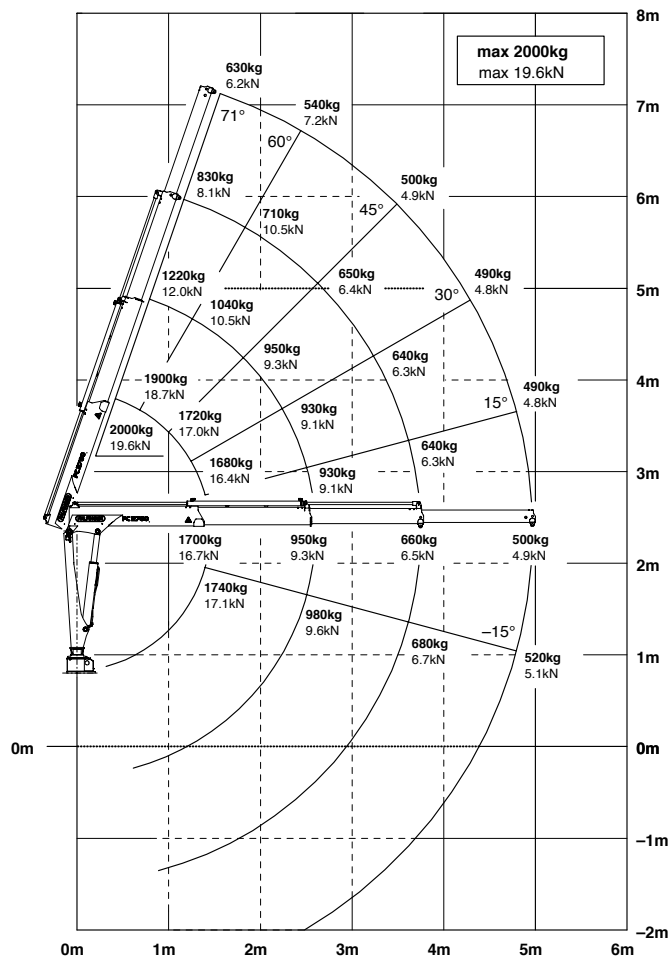 8m
max 2000kg
max 19.6kN
630kg
6.2kN
7m
71°
540kg
7.2kN
60°
830kg
8.1kN
500kg
4.9kN
6m
710kg
10.5kN
45°
1220kg
12.0kN
650kg
6.4kN
490kg
4.8kN
5m
30°
1040kg
10.5kN
950kg
9.3kN
640kg
6.3kN
1900kg
18.7kN
490kg
4.8kN
4m
15°
1720kg
17.0kN
930kg
9.1kN
2000kg
19.6kN
640kg
6.3kN
1680kg
16.4kN
930kg
9.1kN
3m
1700kg
16.7kN
950kg
9.3kN
660kg
6.5kN
500kg
4.9kN
2m
1740kg
17.1kN
980kg
9.6kN
–15°
680kg
6.7kN
520kg
5.1kN
1m
0m
0m
–1m
–2m
0m
1m
2m
3m
4m
5m
6m